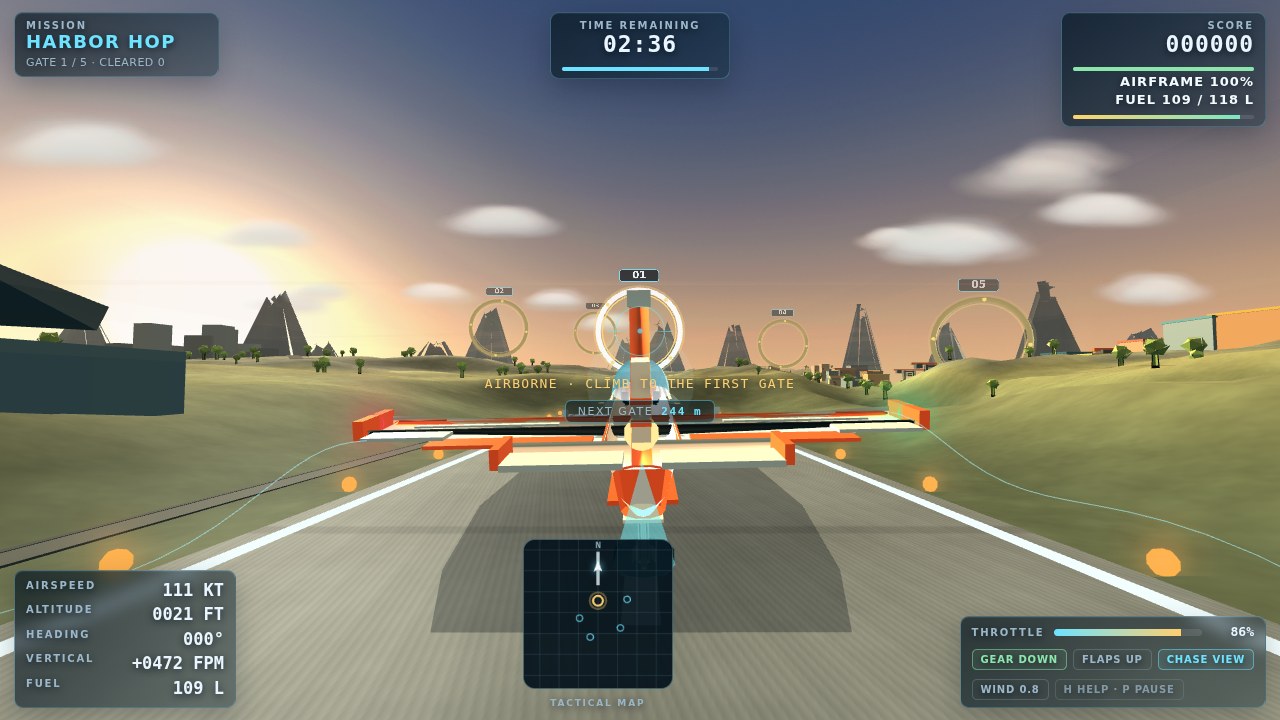 MISSION
HARBOR HOP
GATE 1 / 5 · CLEARED 0
TIME REMAINING
02:36
SCORE
000000
AIRFRAME 100%
FUEL 109 / 118 L
01
02
03
04
05
AIRBORNE · CLIMB TO THE FIRST GATE
NEXT GATE 244 m
AIRSPEED 111 KT
ALTITUDE 0021 FT
HEADING 000°
VERTICAL +0472 FPM
FUEL 109 L
N
TACTICAL MAP
THROTTLE 86%
GEAR DOWN FLAPS UP CHASE VIEW
WIND 0.8 H HELP · P PAUSE